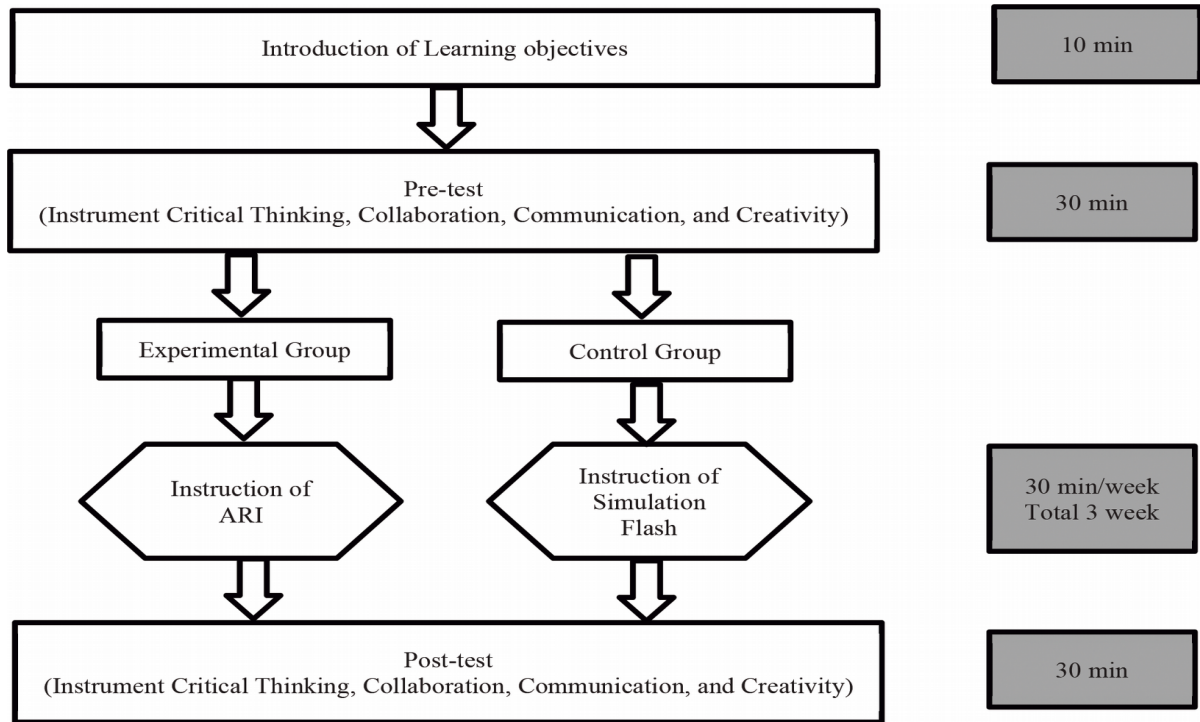 Introduction of Learning objectives
10 min
Pre-test
(Instrument Critical Thinking, Collaboration, Communication, and Creativity)
30 min
Experimental Group
Control Group
Instruction of
ARI
Instruction of
Simulation
Flash
30 min/week
Total 3 week
Post-test
(Instrument Critical Thinking, Collaboration, Communication, and Creativity)
30 min